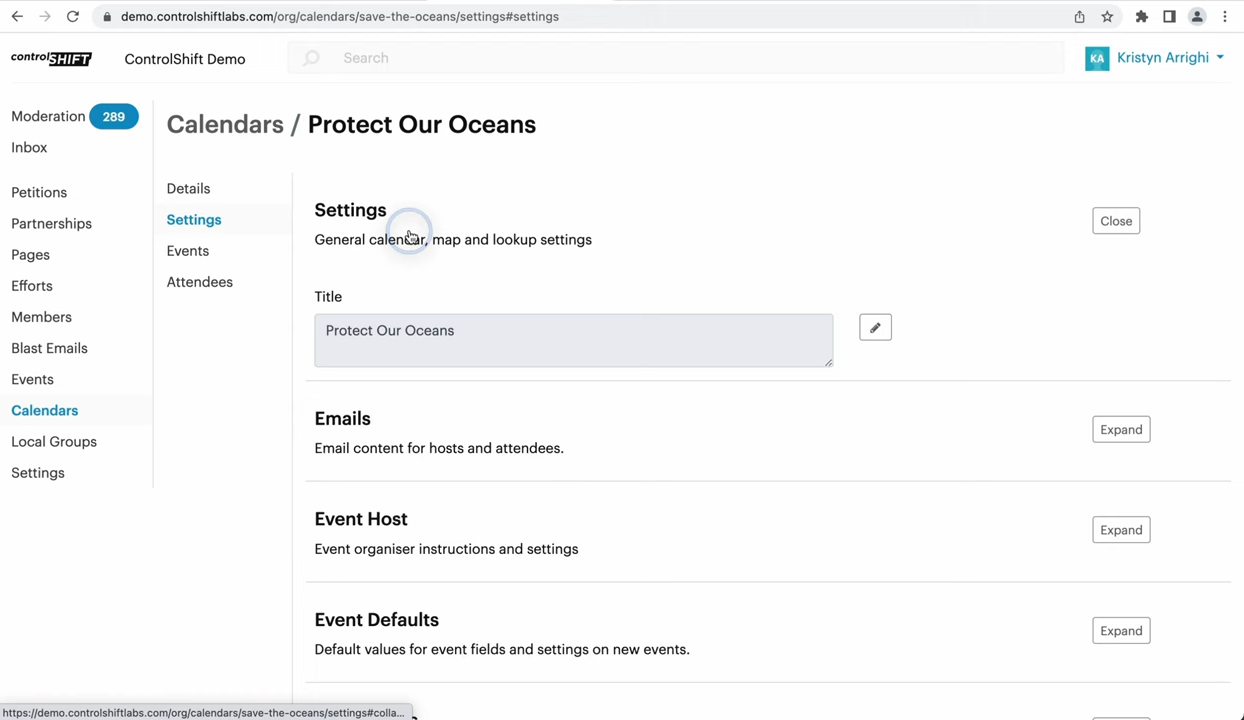 demo.controlshiftlabs.com/org/calendars/save-the-oceans/settings#settings
controlSHIFT
ControlShift Demo
Search
KA
Kristyn Arrighi
Moderation 289
Inbox
Petitions
Partnerships
Pages
Efforts
Members
Blast Emails
Events
Calendars
Local Groups
Settings
Calendars / Protect Our Oceans
Details
Settings
Events
Attendees
Settings
General calendar, map and lookup settings
Close
Title
Protect Our Oceans
Emails
Email content for hosts and attendees.
Expand
Event Host
Event organiser instructions and settings
Expand
Event Defaults
Default values for event fields and settings on new events.
Expand
https://demo.controlshiftlabs.com/org/calendars/save-the-oceans/settings#colla...